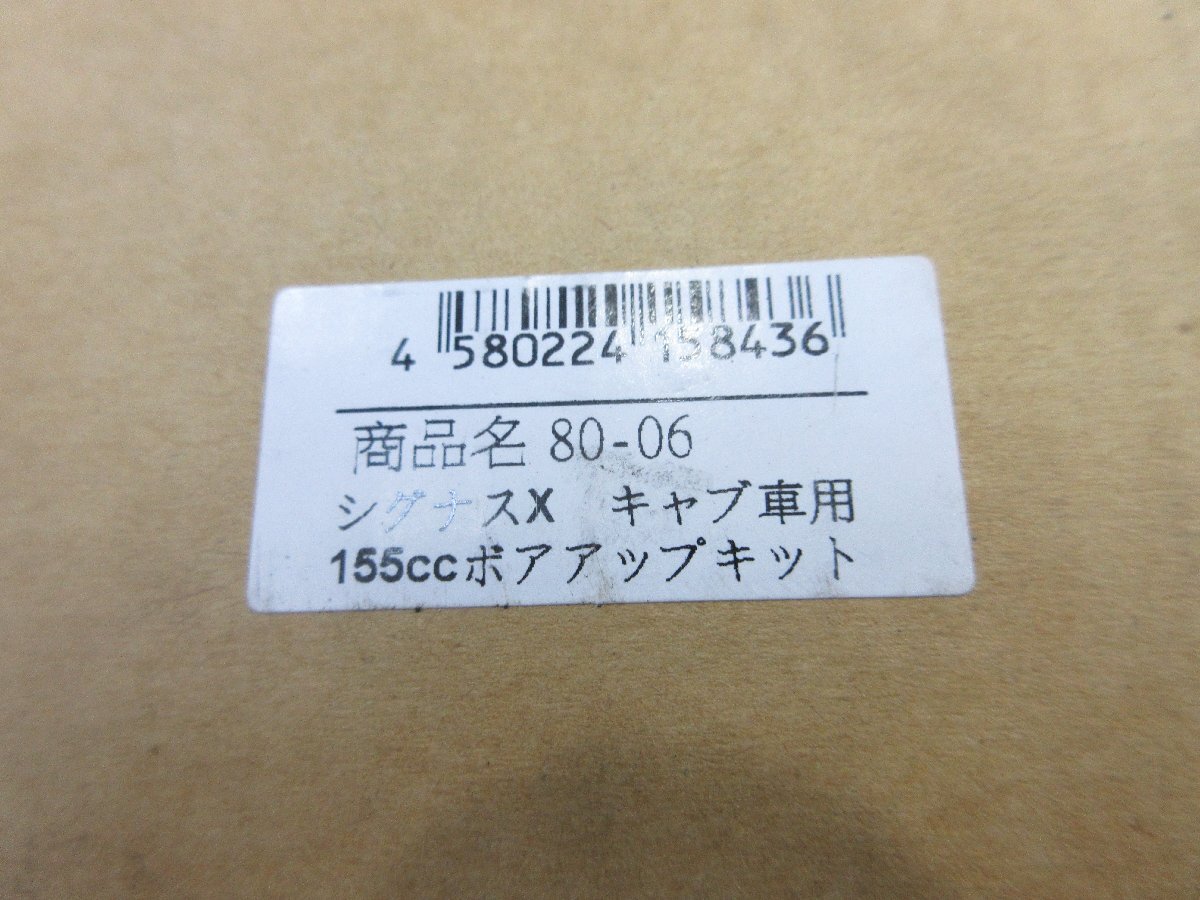 4 580224 158436
商品名 80-06
シグナスX　キャブ車用
155ccボアアップキット